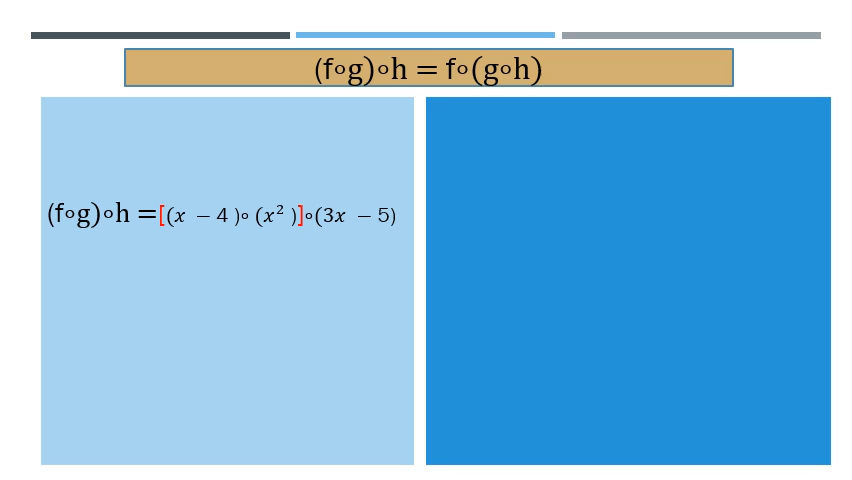 (f∘g)∘h = f∘(g∘h)
(f∘g)∘h =[(𝑥 − 4 )∘ (𝑥² )]∘(3𝑥 − 5)